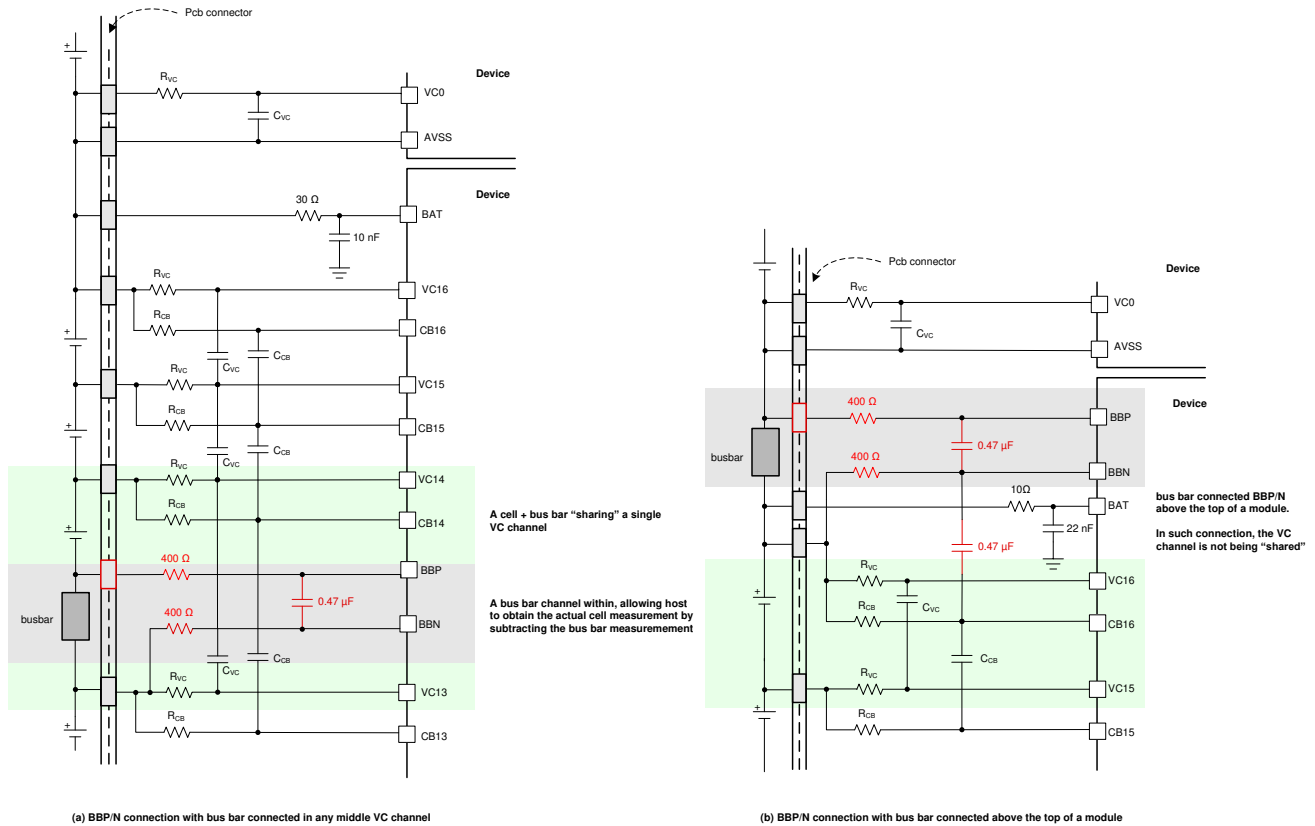 Pcb connector
+
RVC
Device
VC0
CVC
AVSS
Device
30 Ω
BAT
10 nF
RVC
VC16
RCB
CB16
+
CVC
CCB
RVC
VC15
RCB
CB15
+
CVC
CCB
RVC
VC14
RCB
CB14
A cell + bus bar “sharing” a single
VC channel
+
400 Ω
BBP
busbar
0.47 µF
A bus bar channel within, allowing host
to obtain the actual cell measurement by
subtracting the bus bar measuremement
400 Ω
BBN
CVC
CCB
RVC
VC13
RCB
CB13
+
(a) BBP/N connection with bus bar connected in any middle VC channel
Pcb connector
+
Device
RVC
VC0
CVC
AVSS
Device
400 Ω
BBP
busbar
0.47 µF
400 Ω
BBN
10Ω
BAT
22 nF
bus bar connected BBP/N
above the top of a module.
In such connection, the VC
channel is not being “shared”
0.47 µF
RVC
VC16
+
CVC
RCB
CB16
CCB
RVC
VC15
+
RCB
CB15
(b) BBP/N connection with bus bar connected above the top of a module